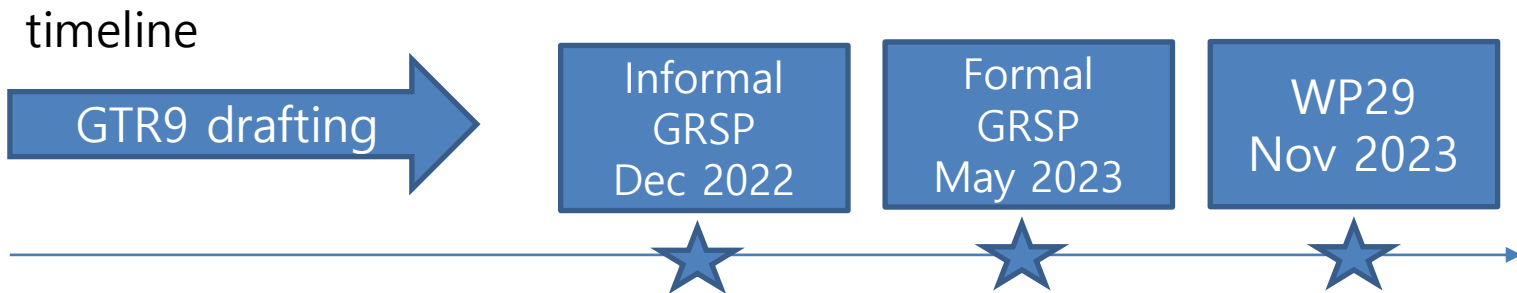 timeline
GTR9 drafting
Informal
GRSP
Dec 2022
Formal
GRSP
May 2023
WP29
Nov 2023